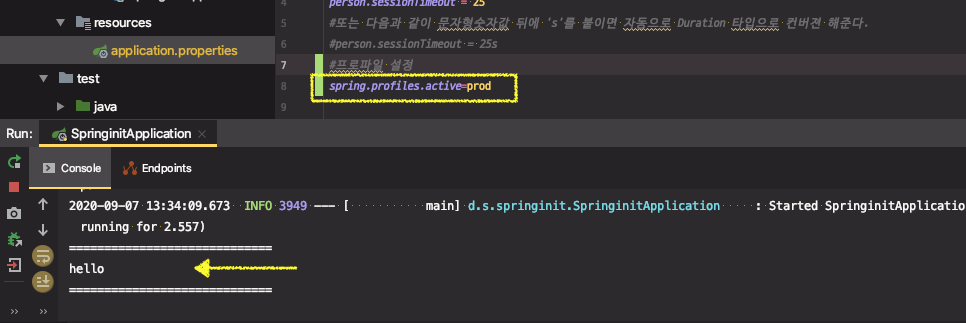 resources
application.properties
test
java
4 person.sessionTimeout = 25
5 #또는 다음과 같이 문자형숫자값 뒤에 's'를 붙이면 자동으로 Duration 타입으로 컨버젼 해준다.
6 #person.sessionTimeout = 25s
7 #프로파일 설정
8 spring.profiles.active=prod
9
Run: SpringinitApplication ×
Console Endpoints
2020-09-07 13:34:09.673 INFO 3949 --- [ main] d.s.springinit.SpringinitApplication : Started SpringinitApplication
running for 2.557)
=============================
hello
=============================